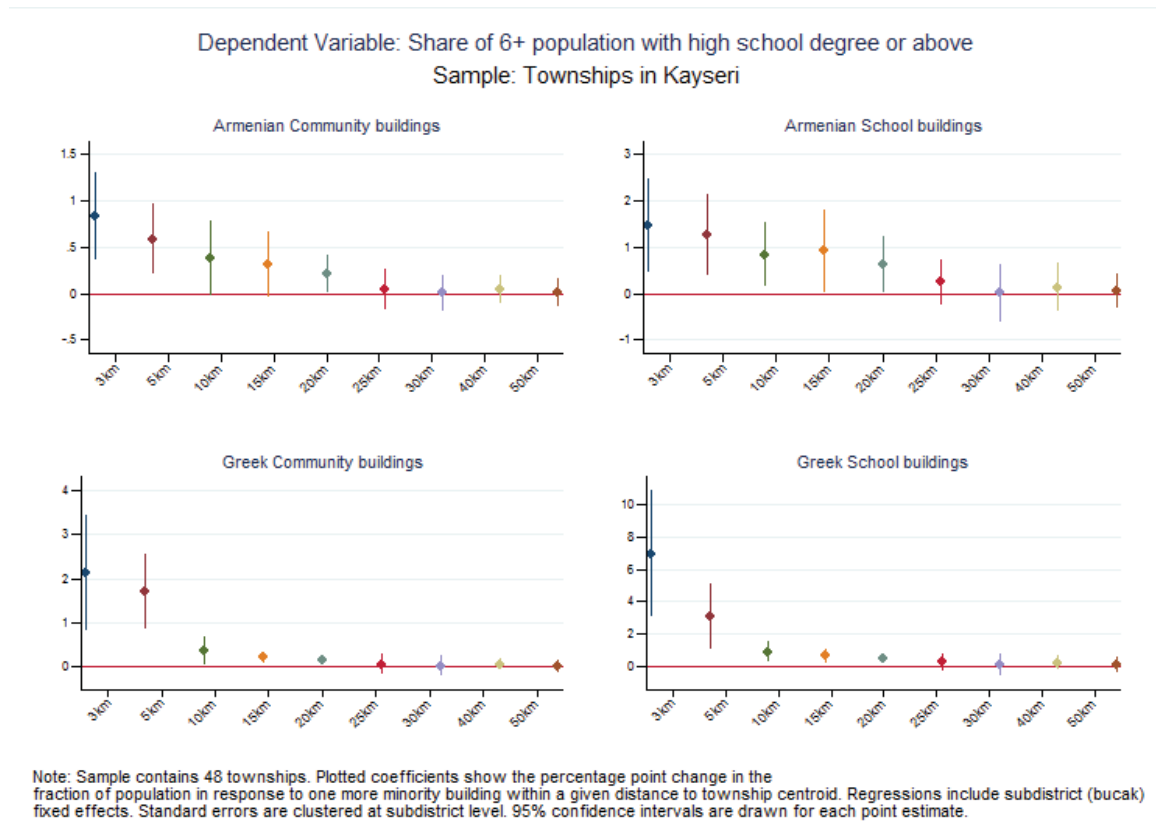 Dependent Variable: Share of 6+ population with high school degree or above
Sample: Townships in Kayseri
Armenian Community buildings
1.5
1
.5
0
-.5
3km 5km 10km 15km 20km 25km 30km 40km 50km
Armenian School buildings
3
2
1
0
-1
3km 5km 10km 15km 20km 25km 30km 40km 50km
Greek Community buildings
4
3
2
1
0
3km 5km 10km 15km 20km 25km 30km 40km 50km
Greek School buildings
10
8
6
4
2
0
3km 5km 10km 15km 20km 25km 30km 40km 50km
Note: Sample contains 48 townships. Plotted coefficients show the percentage point change in the
fraction of population in response to one more minority building within a given distance to township centroid. Regressions include subdistrict (bucak)
fixed effects. Standard errors are clustered at subdistrict level. 95% confidence intervals are drawn for each point estimate.